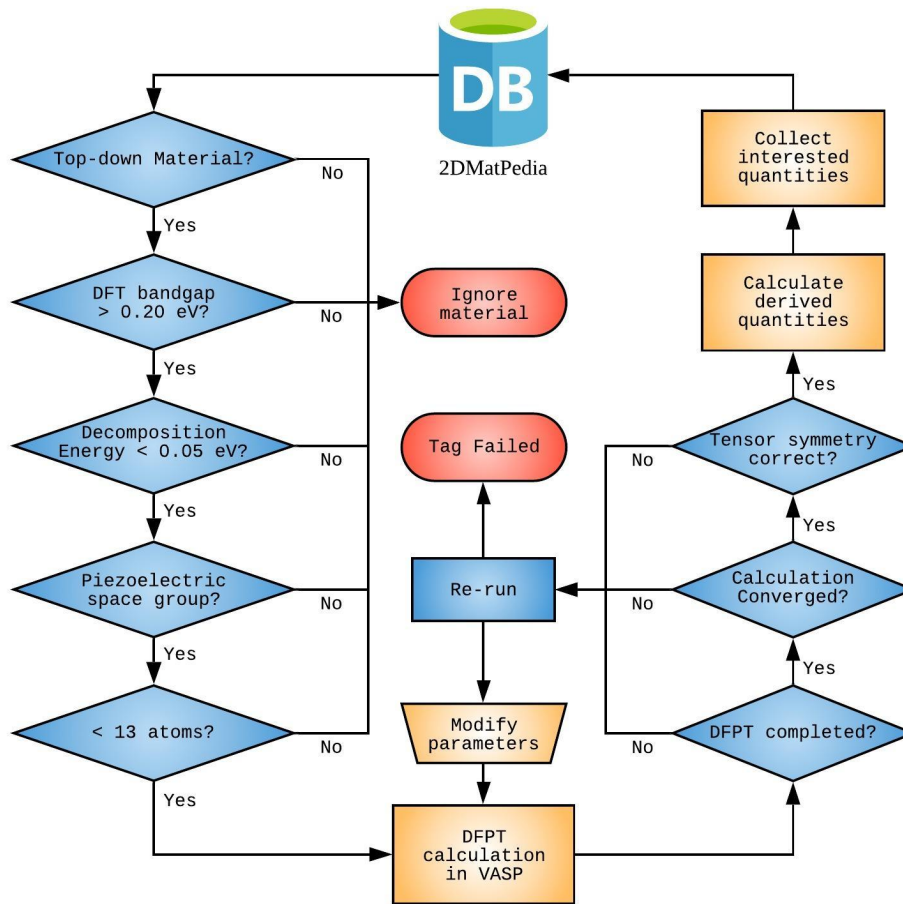 DB
2DMatPedia
Top-down Material?
No
Yes
DFT bandgap
> 0.20 eV?
No
Yes
Decomposition
Energy < 0.05 eV?
No
Yes
Piezoelectric
space group?
No
Yes
< 13 atoms?
No
Yes
Ignore
material
Tag Failed
Re-run
Modify
parameters
DFPT
calculation
in VASP
Collect
interested
quantities
Calculate
derived
quantities
Yes
Tensor symmetry
correct?
No
Yes
Calculation
Converged?
No
Yes
DFPT completed?
No